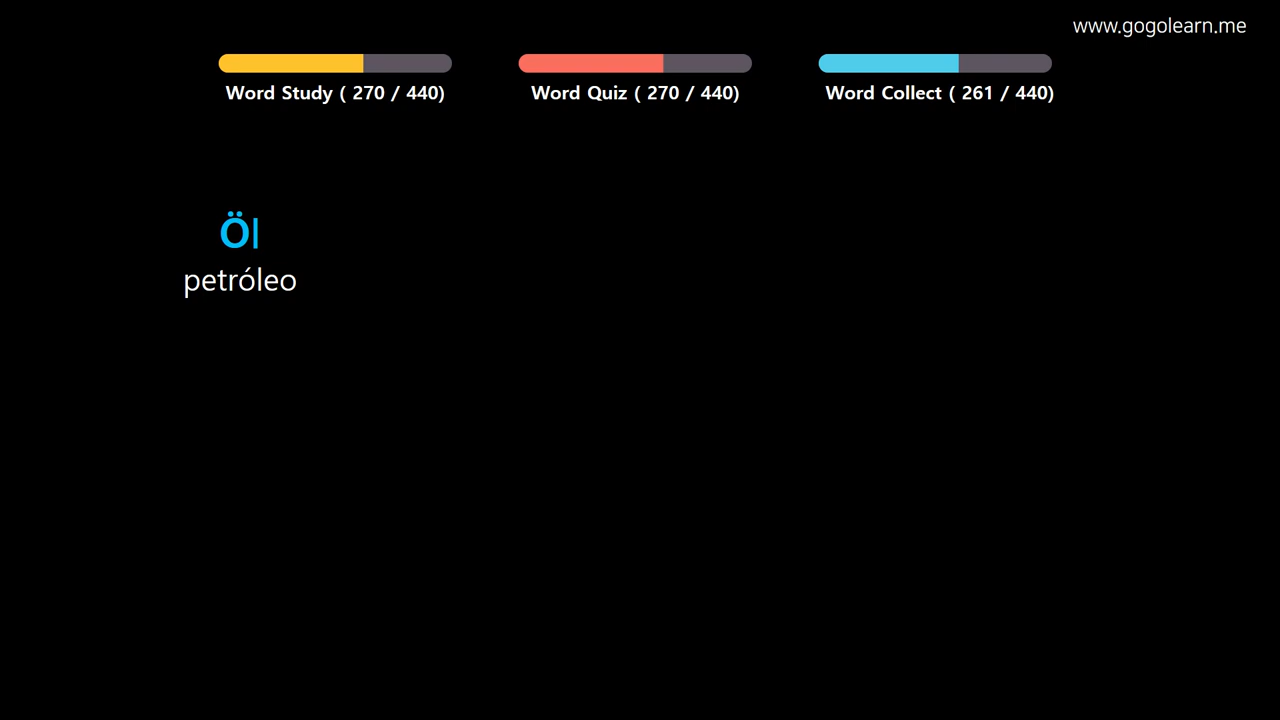 www.gogolearn.me
Word Study ( 270 / 440)
Word Quiz ( 270 / 440)
Word Collect ( 261 / 440)
Öl
petróleo